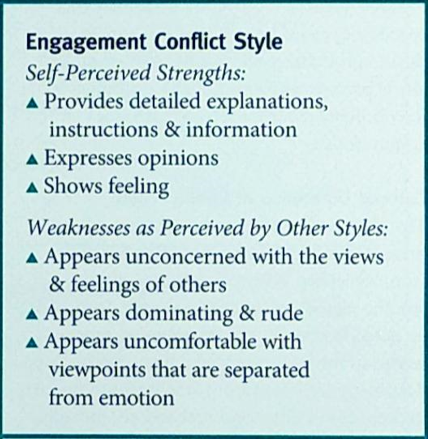 Engagement Conflict Style
Self-Perceived Strengths:
▲ Provides detailed explanations,
instructions & information
▲ Expresses opinions
▲ Shows feeling
Weaknesses as Perceived by Other Styles:
▲ Appears unconcerned with the views
& feelings of others
▲ Appears dominating & rude
▲ Appears uncomfortable with
viewpoints that are separated
from emotion